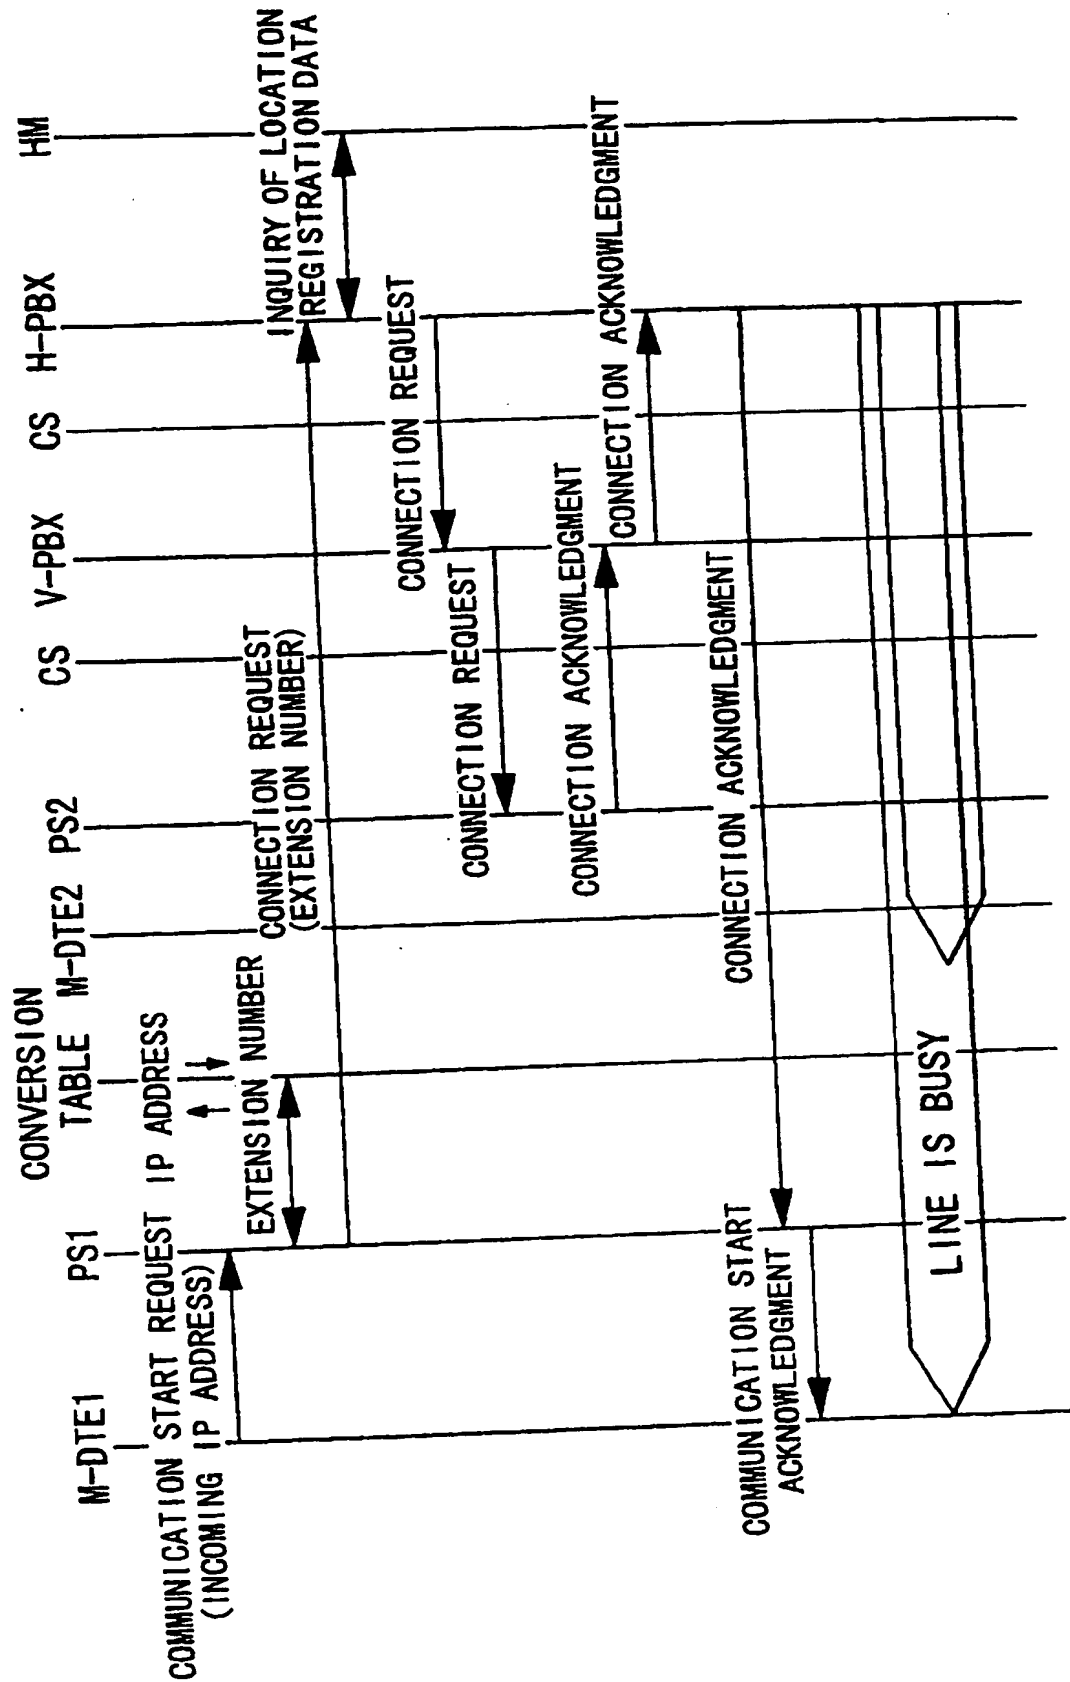 M-DTE1
PS1
CONVERSION
TABLE
M-DTE2
PS2
CS
V-PBX
CS
H-PBX
HM
COMMUNICATION START REQUEST
(INCOMING IP ADDRESS)
IP ADDRESS
EXTENSION NUMBER
CONNECTION REQUEST
(EXTENSION NUMBER)
INQUIRY OF LOCATION
REGISTRATION DATA
CONNECTION REQUEST
CONNECTION REQUEST
CONNECTION ACKNOWLEDGMENT
CONNECTION ACKNOWLEDGMENT
CONNECTION ACKNOWLEDGMENT
COMMUNICATION START
ACKNOWLEDGMENT
LINE IS BUSY